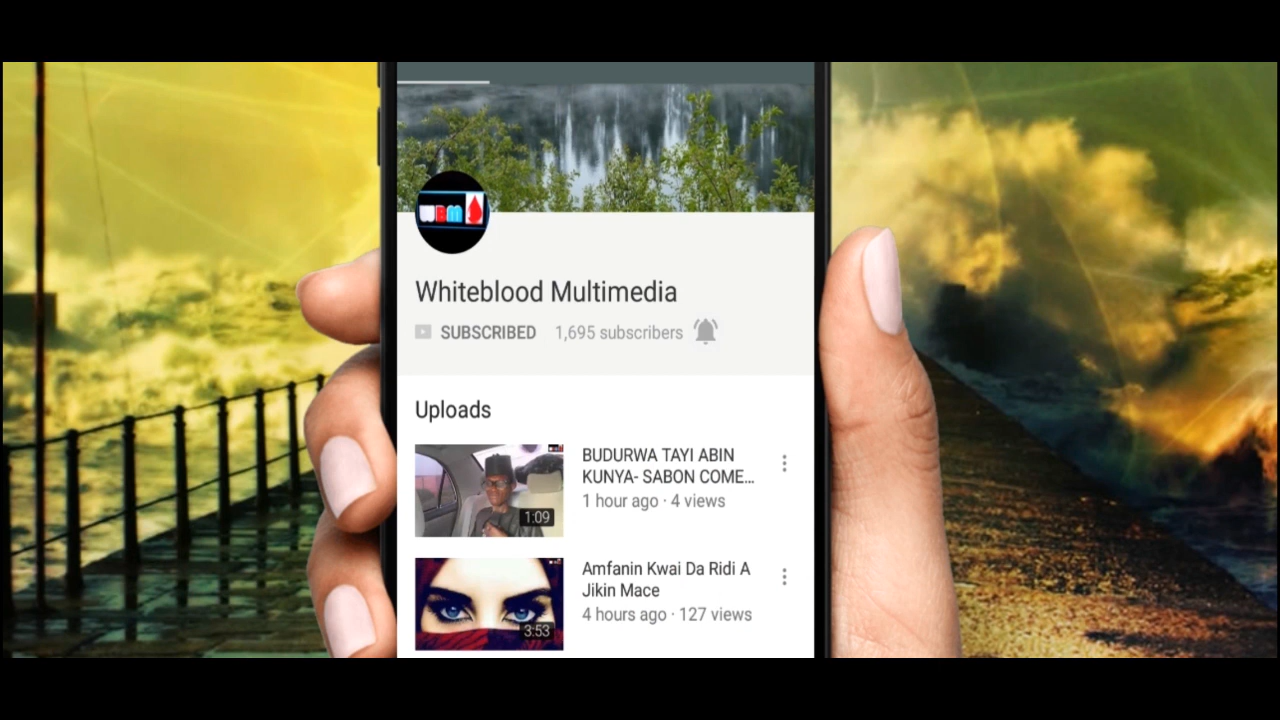 WBM
Whiteblood Multimedia
SUBSCRIBED 1,695 subscribers
Uploads
BUDURWA TAYI ABIN
KUNYA- SABON COME...
1 hour ago · 4 views
1:09
Amfanin Kwai Da Ridi A
Jikin Mace
4 hours ago · 127 views
3:53